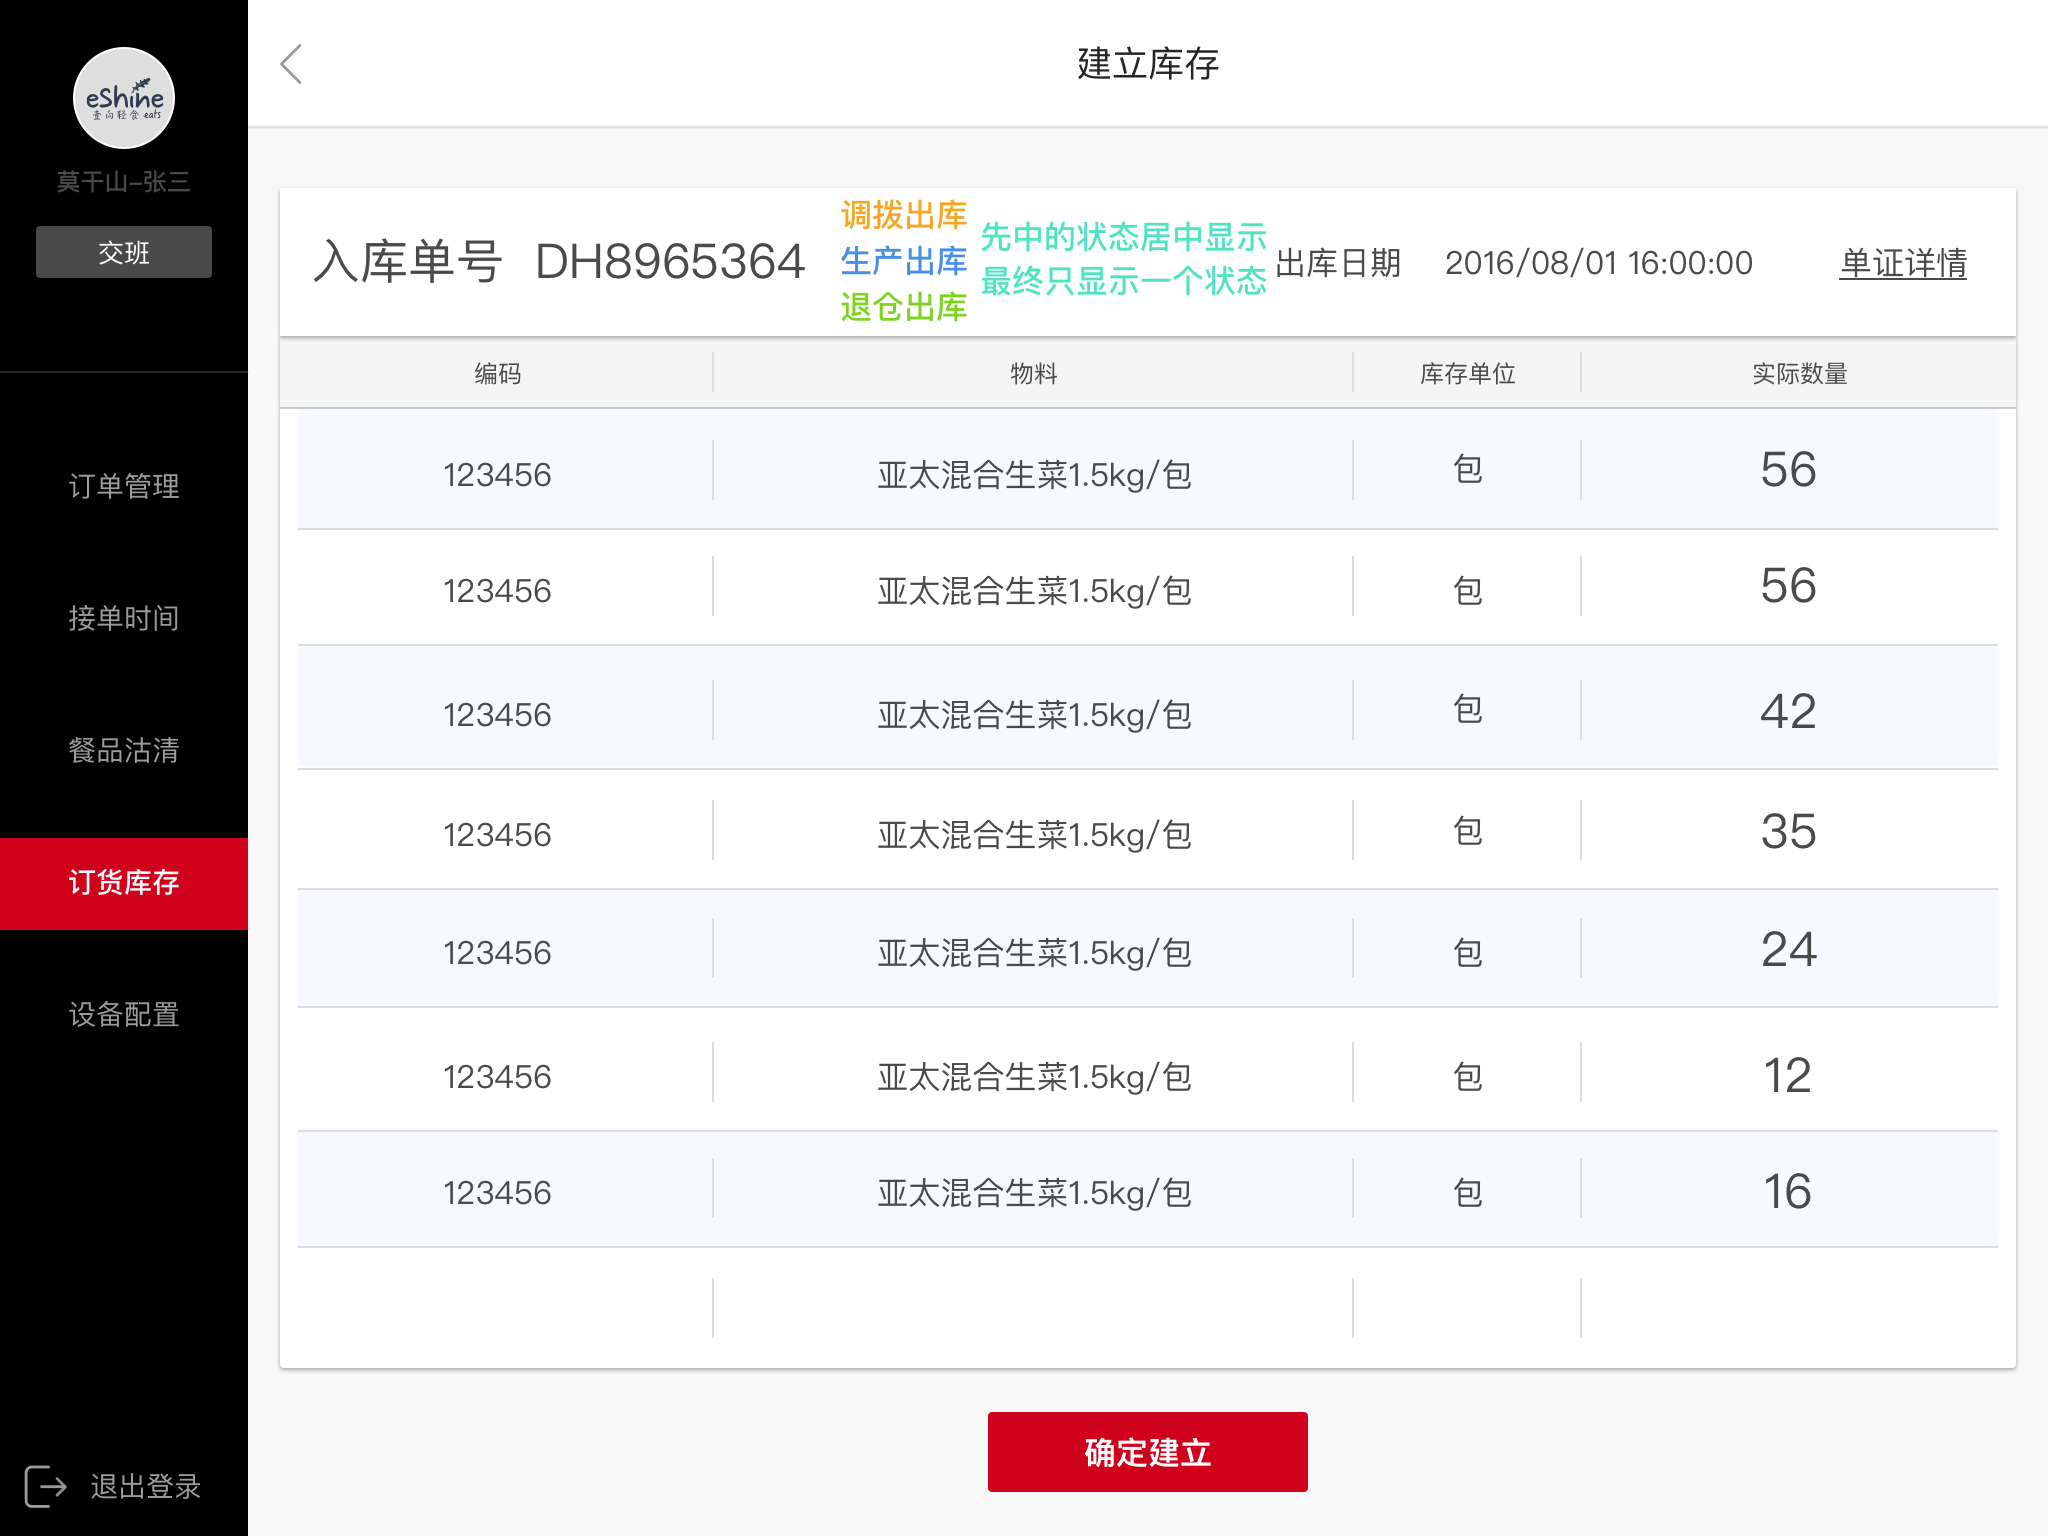 eShine
壹向轻食 eats
莫干山-张三
交班
订单管理
接单时间
餐品沽清
订货库存
设备配置
退出登录
建立库存
入库单号 DH8965364
调拨出库
生产出库
退仓出库
先中的状态居中显示
最终只显示一个状态
出库日期 2016/08/01 16:00:00
单证详情
编码 物料 库存单位 实际数量
123456 亚太混合生菜1.5kg/包 包 56
123456 亚太混合生菜1.5kg/包 包 56
123456 亚太混合生菜1.5kg/包 包 42
123456 亚太混合生菜1.5kg/包 包 35
123456 亚太混合生菜1.5kg/包 包 24
123456 亚太混合生菜1.5kg/包 包 12
123456 亚太混合生菜1.5kg/包 包 16
确定建立